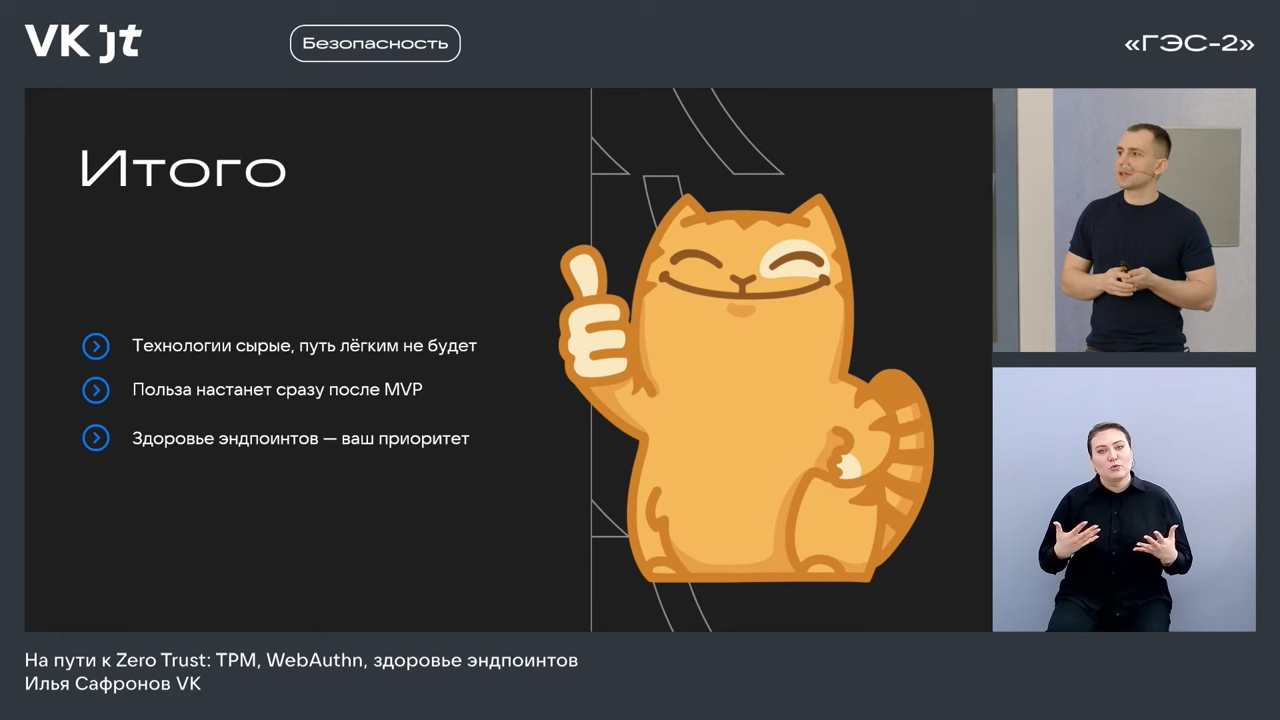 VK jt
Безопасность
«ГЭС-2»
Итого
Технологии сырые, путь лёгким не будет
Польза настанет сразу после MVP
Здоровье эндпоинтов — ваш приоритет
На пути к Zero Trust: TPM, WebAuthn, здоровье эндпоинтов
Илья Сафронов VK